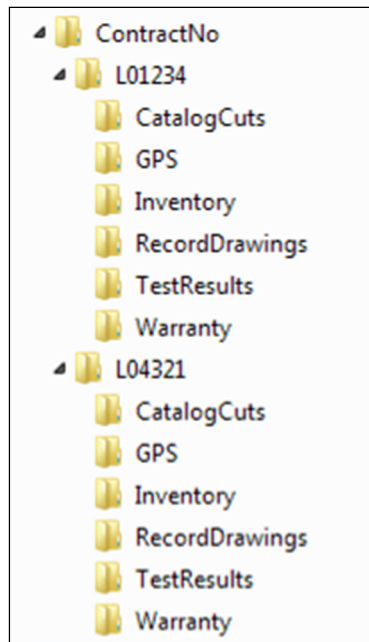 ContractNo
L01234
CatalogCuts
GPS
Inventory
RecordDrawings
TestResults
Warranty
L04321
CatalogCuts
GPS
Inventory
RecordDrawings
TestResults
Warranty